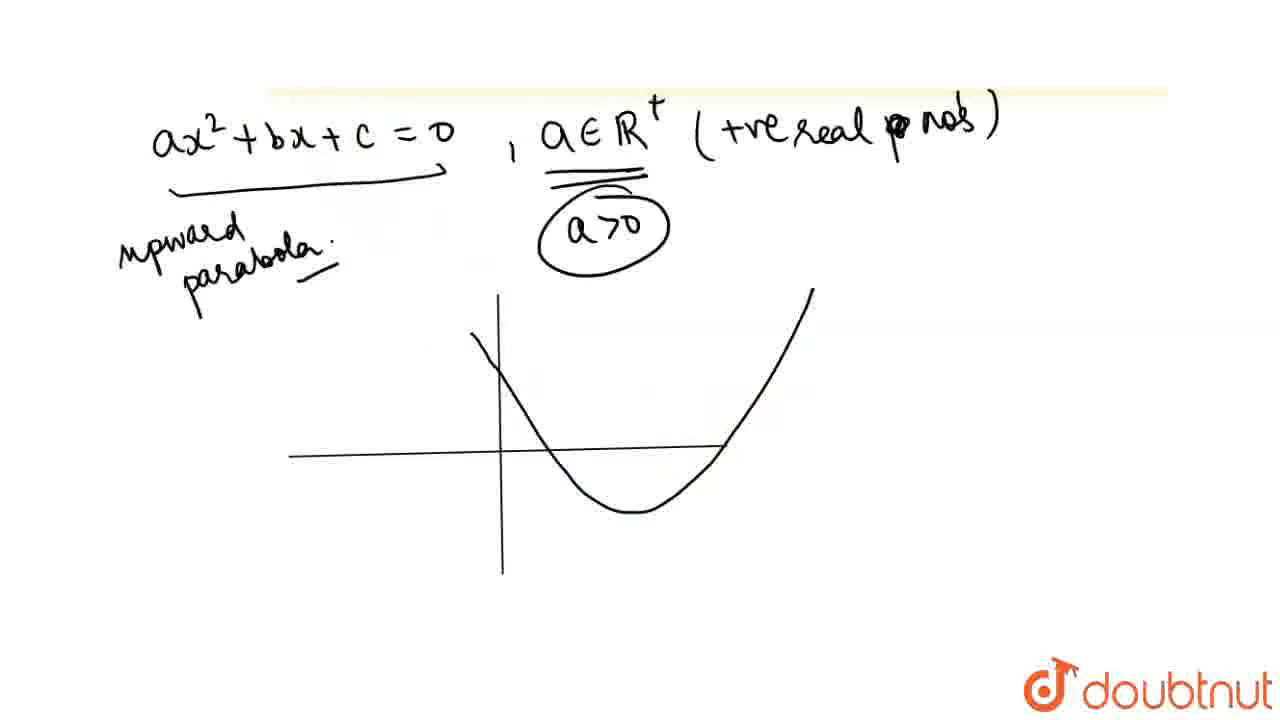 ax² + bx + c = 0 , a ∈ ℝ⁺ (+ve real nos)
a > 0
upward
parabola.
doubtnut